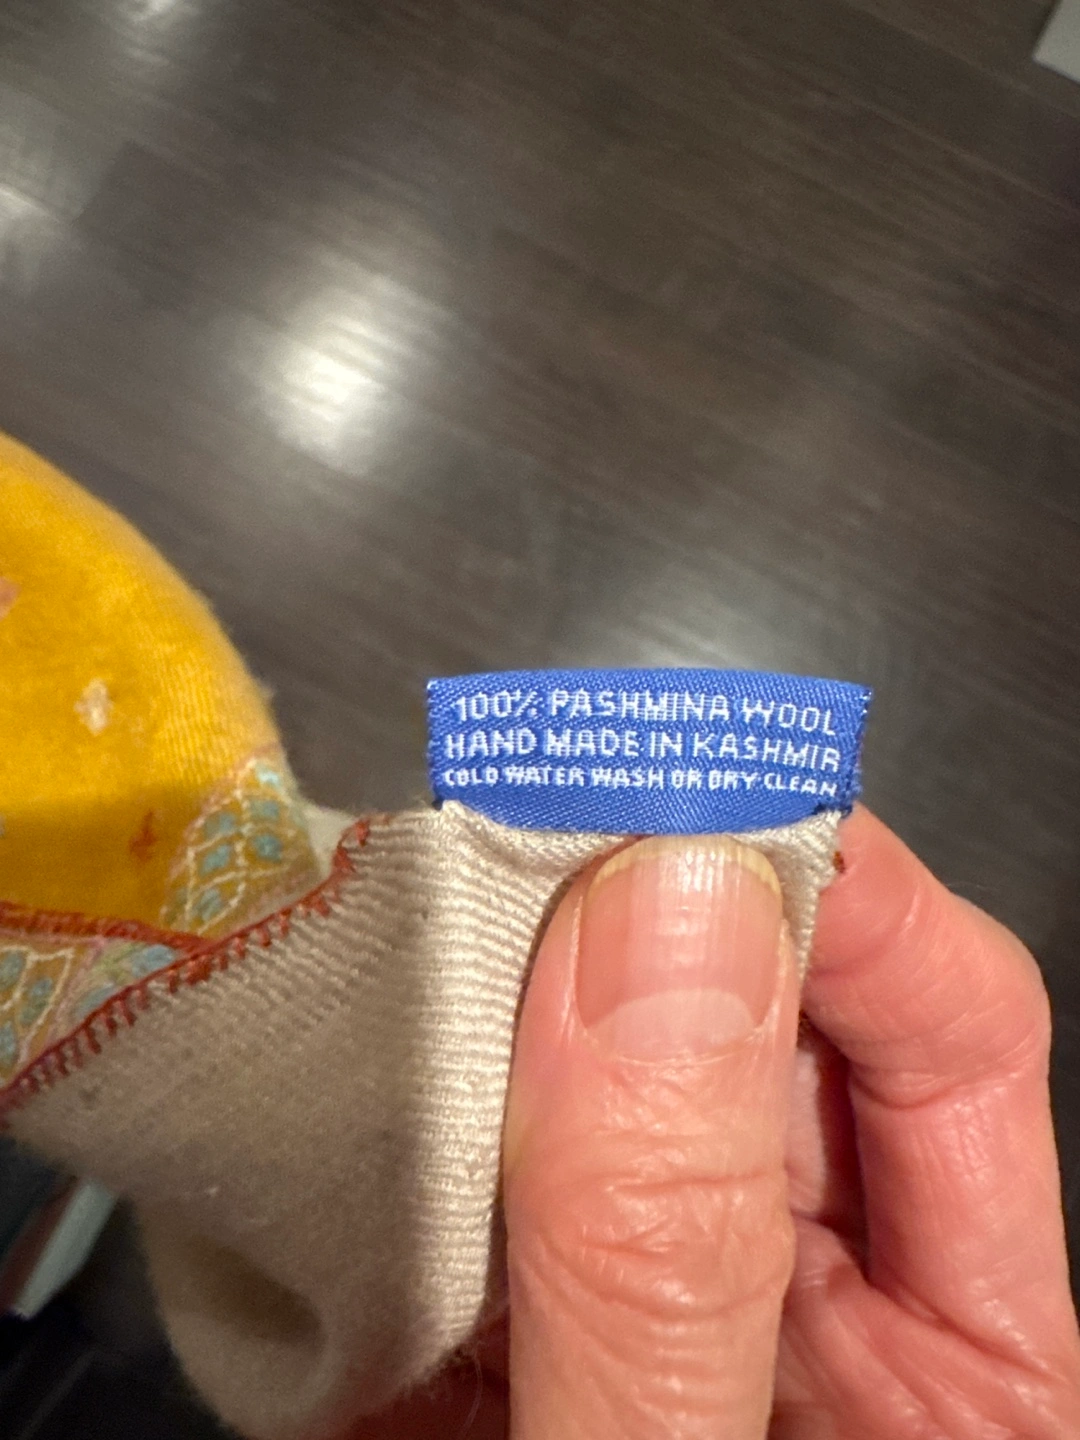 100% PASHMINA WOOL
HAND MADE IN KASHMIR
COLD WATER WASH OR DRY CLEAN